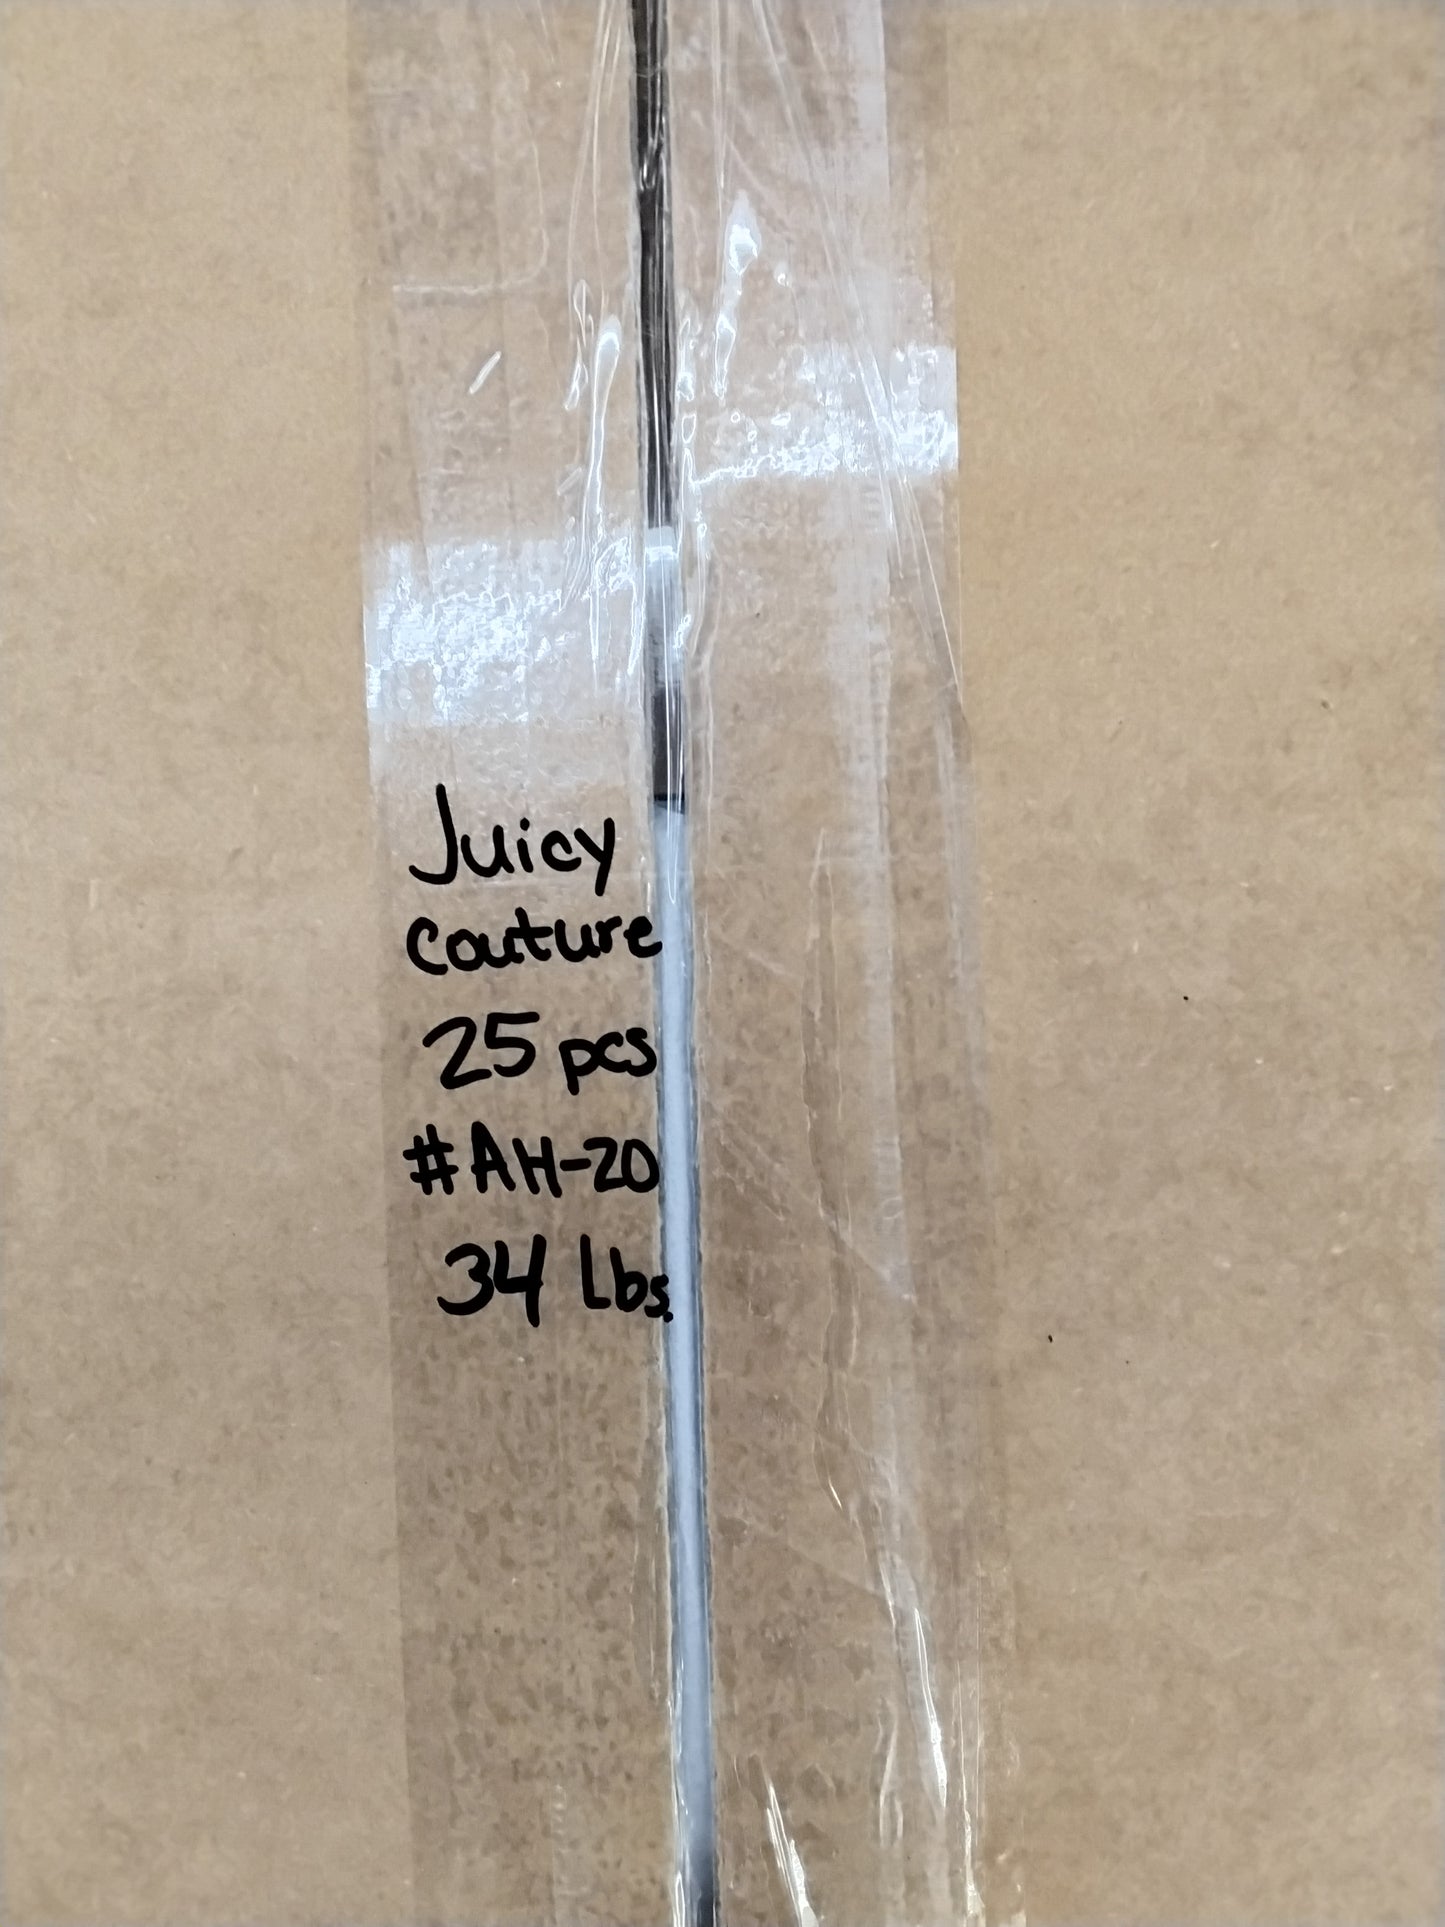 Juicy
Couture
25 pcs
#AH-20
34 Lbs.